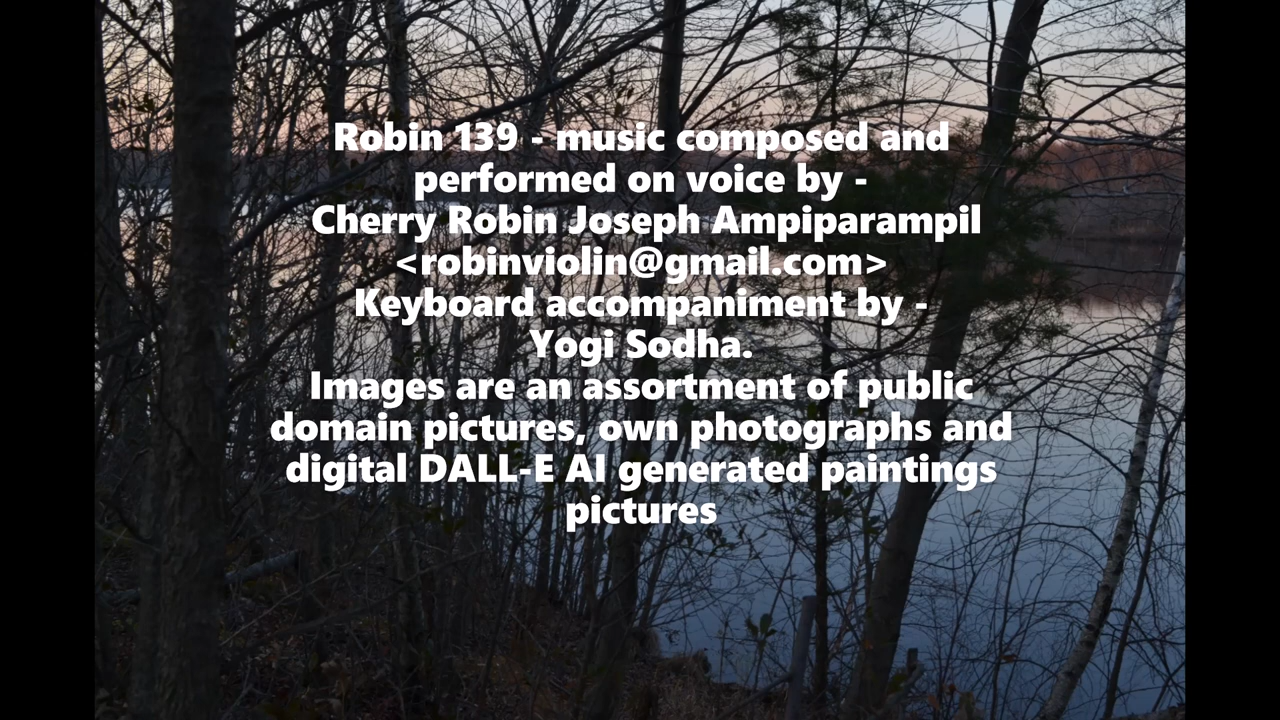 Robin 139 - music composed and
performed on voice by -
Cherry Robin Joseph Ampiparampil
<robinviolin@gmail.com>
Keyboard accompaniment by -
Yogi Sodha.
Images are an assortment of public
domain pictures, own photographs and
digital DALL-E AI generated paintings
pictures